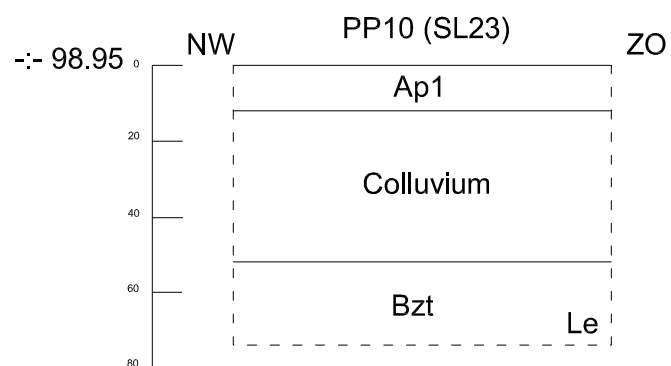 PP10 (SL23)
NW
ZO
-:- 98.95
0
Ap1
20
Colluvium
40
60
Bzt
Le
80